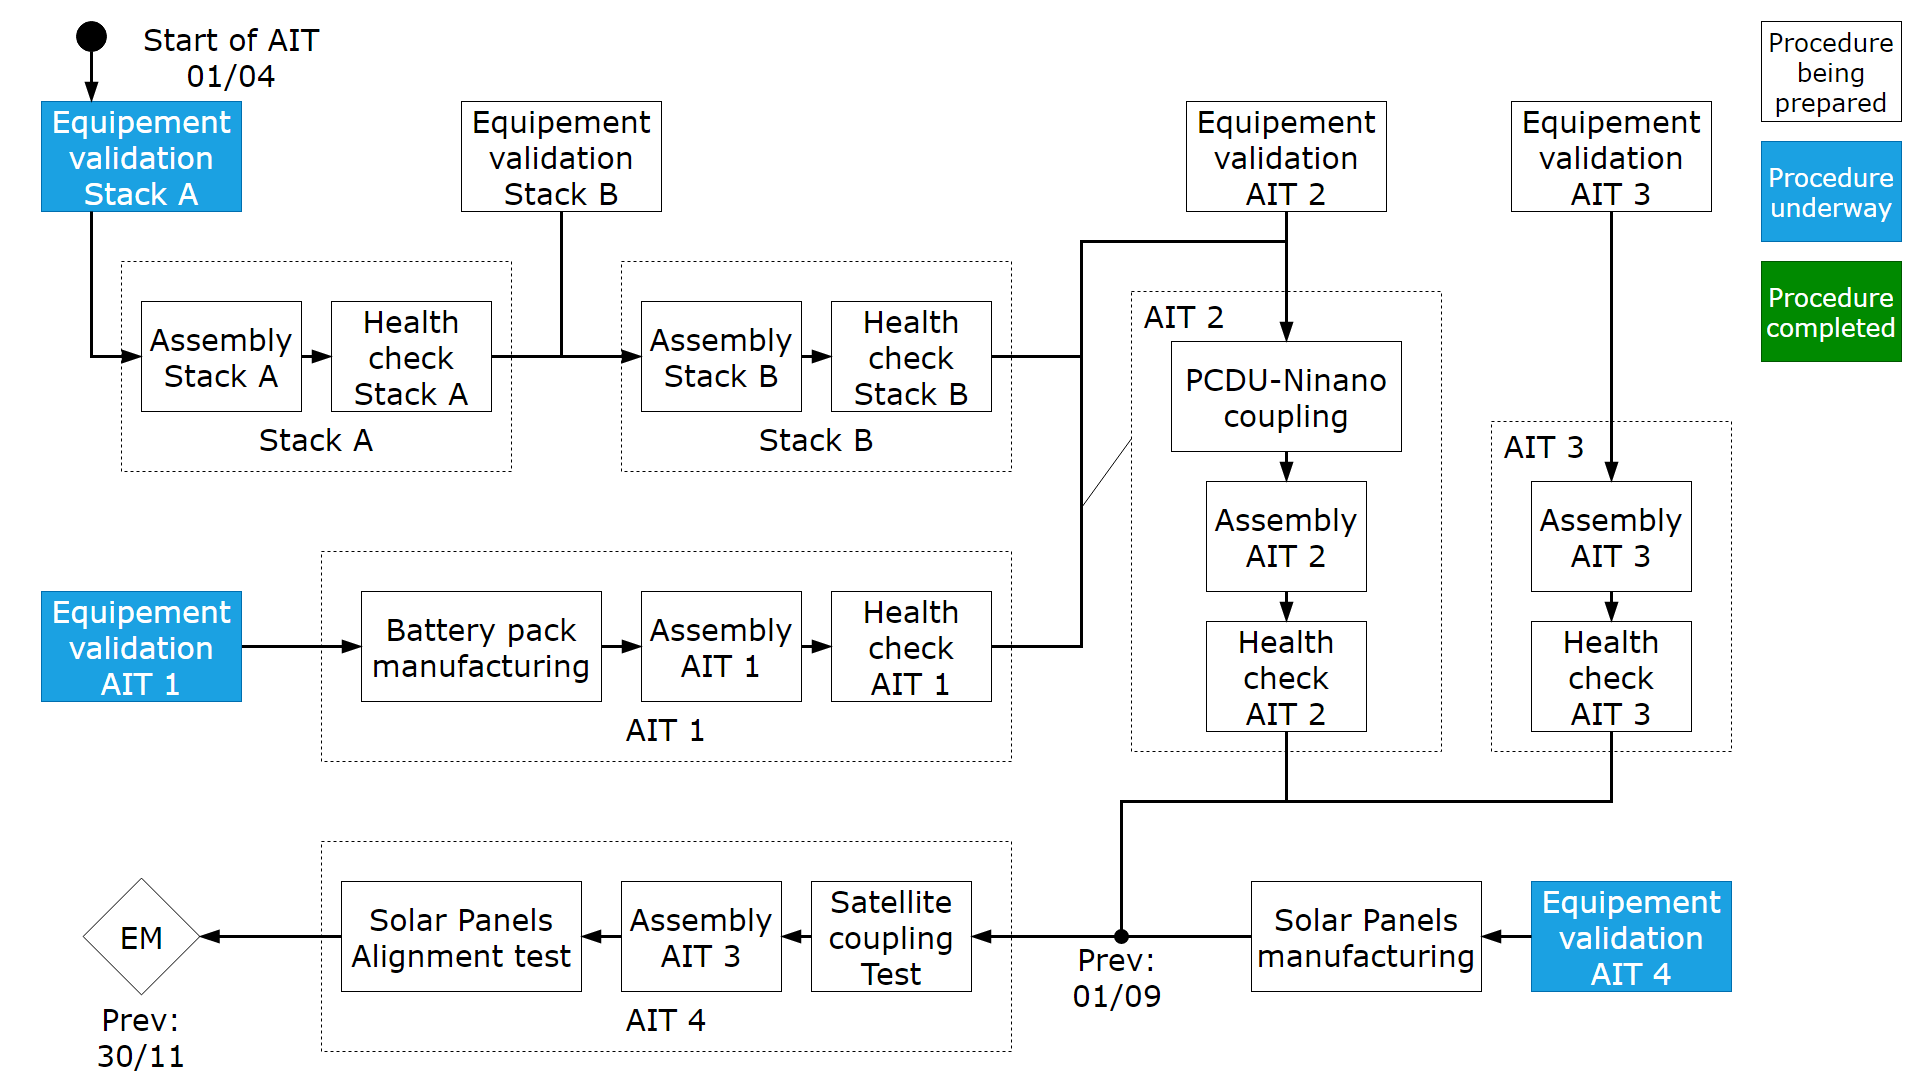 Start of AIT
01/04
Equipement
validation
Stack A
Equipement
validation
Stack B
Equipement
validation
AIT 2
Equipement
validation
AIT 3
Procedure
being
prepared
Procedure
underway
Procedure
completed
Assembly
Stack A
Health
check
Stack A
Stack A
Assembly
Stack B
Health
check
Stack B
Stack B
AIT 2
PCDU-Ninano
coupling
Assembly
AIT 2
Health
check
AIT 2
AIT 3
Assembly
AIT 3
Health
check
AIT 3
Equipement
validation
AIT 1
Battery pack
manufacturing
Assembly
AIT 1
Health
check
AIT 1
AIT 1
EM
Prev:
30/11
Solar Panels
Alignment test
Assembly
AIT 3
Satellite
coupling
Test
AIT 4
Prev:
01/09
Solar Panels
manufacturing
Equipement
validation
AIT 4